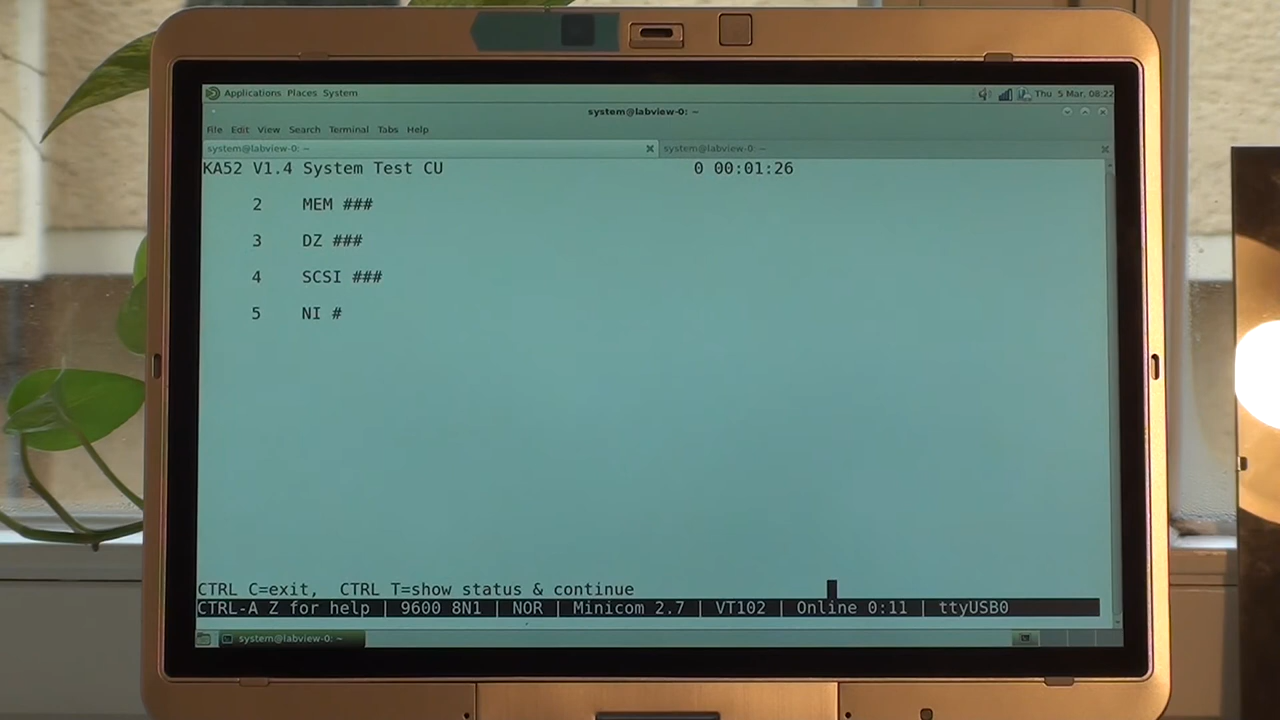 Applications Places System
Thu 5 Mar, 08:22
system@labview-0: ~
File Edit View Search Terminal Tabs Help
system@labview-0: ~
system@labview-0: ~
KA52 V1.4 System Test CU 0 00:01:26
2 MEM ###
3 DZ ###
4 SCSI ###
5 NI #
CTRL C=exit, CTRL T=show status & continue
CTRL-A Z for help | 9600 8N1 | NOR | Minicom 2.7 | VT102 | Online 0:11 | ttyUSB0
system@labview-0: ~